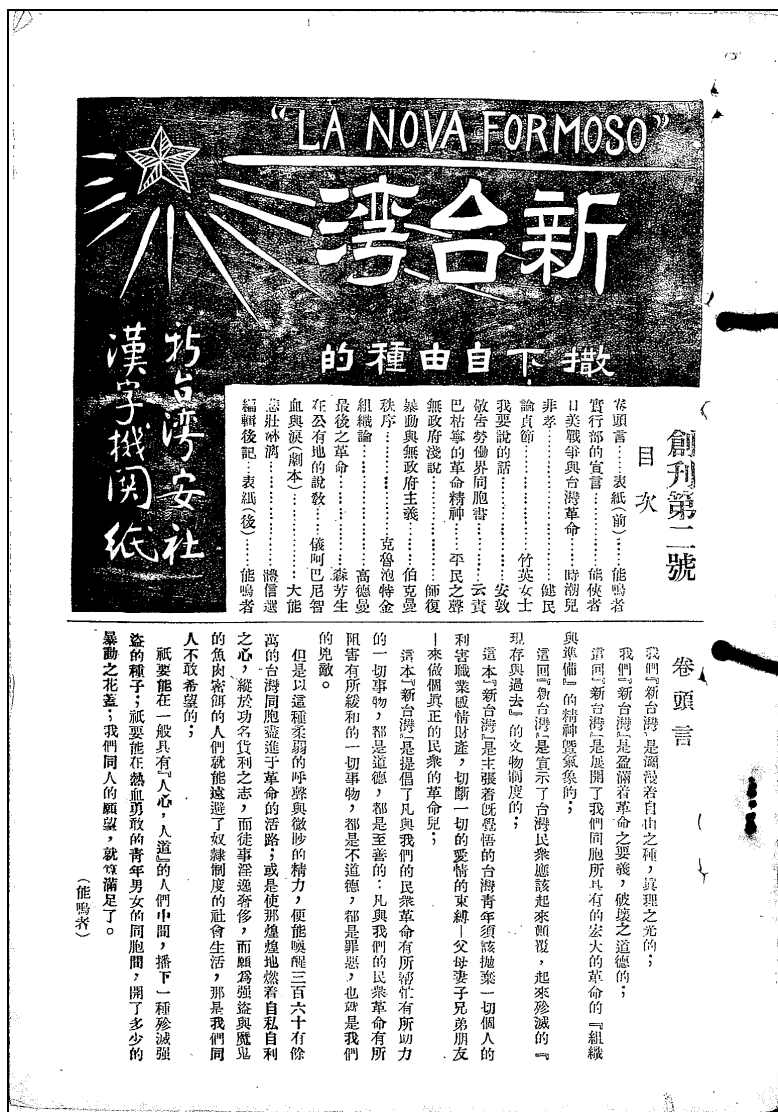 "LA NOVA FORMOSO"
新台湾
撒下自由種的
新台湾安社
漢字機関紙
創刊第二號
目次
卷頭言……表紙(前)……能鳴者
實行部的宣言…………能俠者
日美戰爭與台灣革命……時潮兒
非孝…………健民
論貞節…………竹英女士
我要說的話…………安敦
敬告勞働界同胞書…………云責
巴枯寧的革命精神……平民之聲
無政府淺說…………師復
暴動與無政府主義……伯克曼
秩序…………克魯泡特金
組織論…………高德曼
最後之革命…………森芳生
在公有地的說教……儀呵巴尼智
血與淚(劇本)…………大能
悲壯淋漓…………體信選
編輯後記…表紙(後)……能鳴者
卷頭言
我們『新台灣』是瀰漫着自由之種,眞理之光的;
我們『新台灣』是盈滿着革命之要義,破壞之道德的;
這回『新台灣』是展開了我們同胞所具有的宏大的革命的『組織
與準備』的精神曁氣象的;
這回『新台灣』是宣示了台灣民衆應該起來顛覆,起來殄滅的『
現存與過去』的文物制度的;
這本『新台灣』是主張着旣覺悟的台灣青年須該拋棄一切個人的
利害職業感情財產,切斷一切的愛情的束縛—父母妻子兄弟朋友
—來做個眞正的民衆的革命兒;
這本『新台灣』是提倡了凡與我們的民衆革命有所幇忙有所助力
的一切事物,都是道德,都是至善的:凡與我們的民衆革命有所
阻害有所緩和的一切事物,都是不道德,都是罪惡,也就是我們
的兇敵。
但是以這種柔弱的呼聲與微眇的精力,便能喚醒三百六十有餘
萬的台灣同胞盡進于革命的活路;或是使那煌煌地燃着自私自利
之心,縱於功名貨利之志,而徒事淫逸奢侈,而願爲强盜與魔鬼
的魚肉密餌的人們就能遠避了奴隸制度的社會生活,那是我們同
人不敢希望的;
祇要能在一般具有『人心,人道』的人們中間,播下一種殄滅强
盜的種子;祇要能在熱血勇敢的青年男女的同胞間,開了多少的
暴動之花蓋;我們同人的願望,就算滿足了。
(能鳴者)